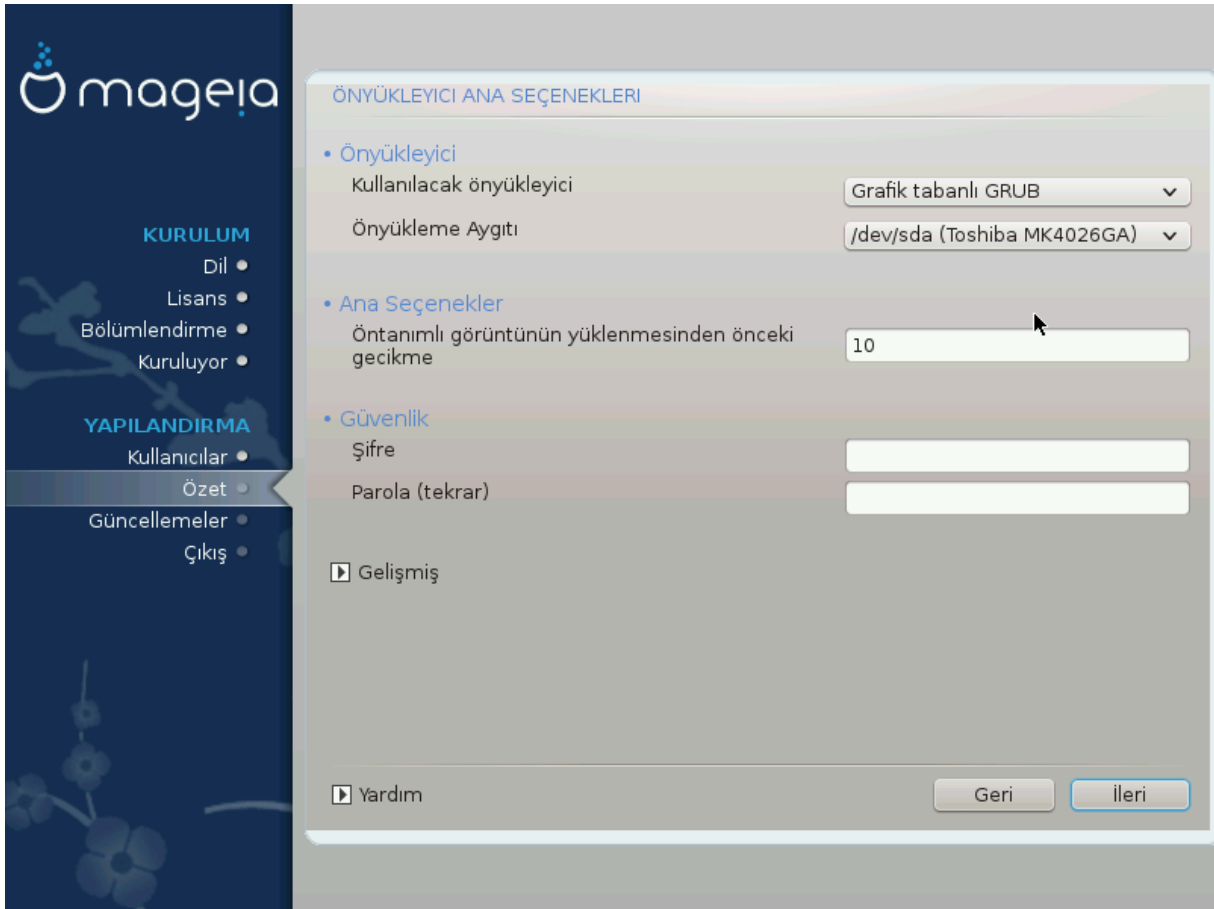 mageia
KURULUM
Dil
Lisans
Bölümlendirme
Kuruluyor
YAPILANDIRMA
Kullanıcılar
Özet
Güncellemeler
Çıkış
ÖNYÜKLEYICI ANA SEÇENEKLERI
• Önyükleyici
Kullanılacak önyükleyici
Grafik tabanlı GRUB
Önyükleme Aygıtı
/dev/sda (Toshiba MK4026GA)
• Ana Seçenekler
Öntanımlı görüntünün yüklenmesinden önceki
gecikme
10
• Güvenlik
Şifre
Parola (tekrar)
Gelişmiş
Yardım
Geri
İleri